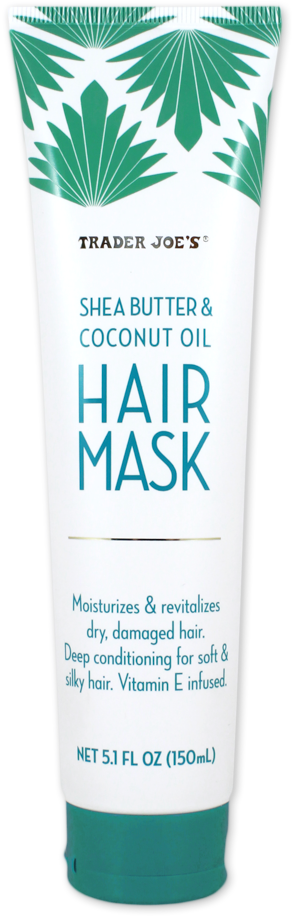 TRADER JOE'S®
SHEA BUTTER &
COCONUT OIL
HAIR
MASK
Moisturizes & revitalizes
dry, damaged hair.
Deep conditioning for soft &
silky hair. Vitamin E infused.
NET 5.1 FL OZ (150mL)